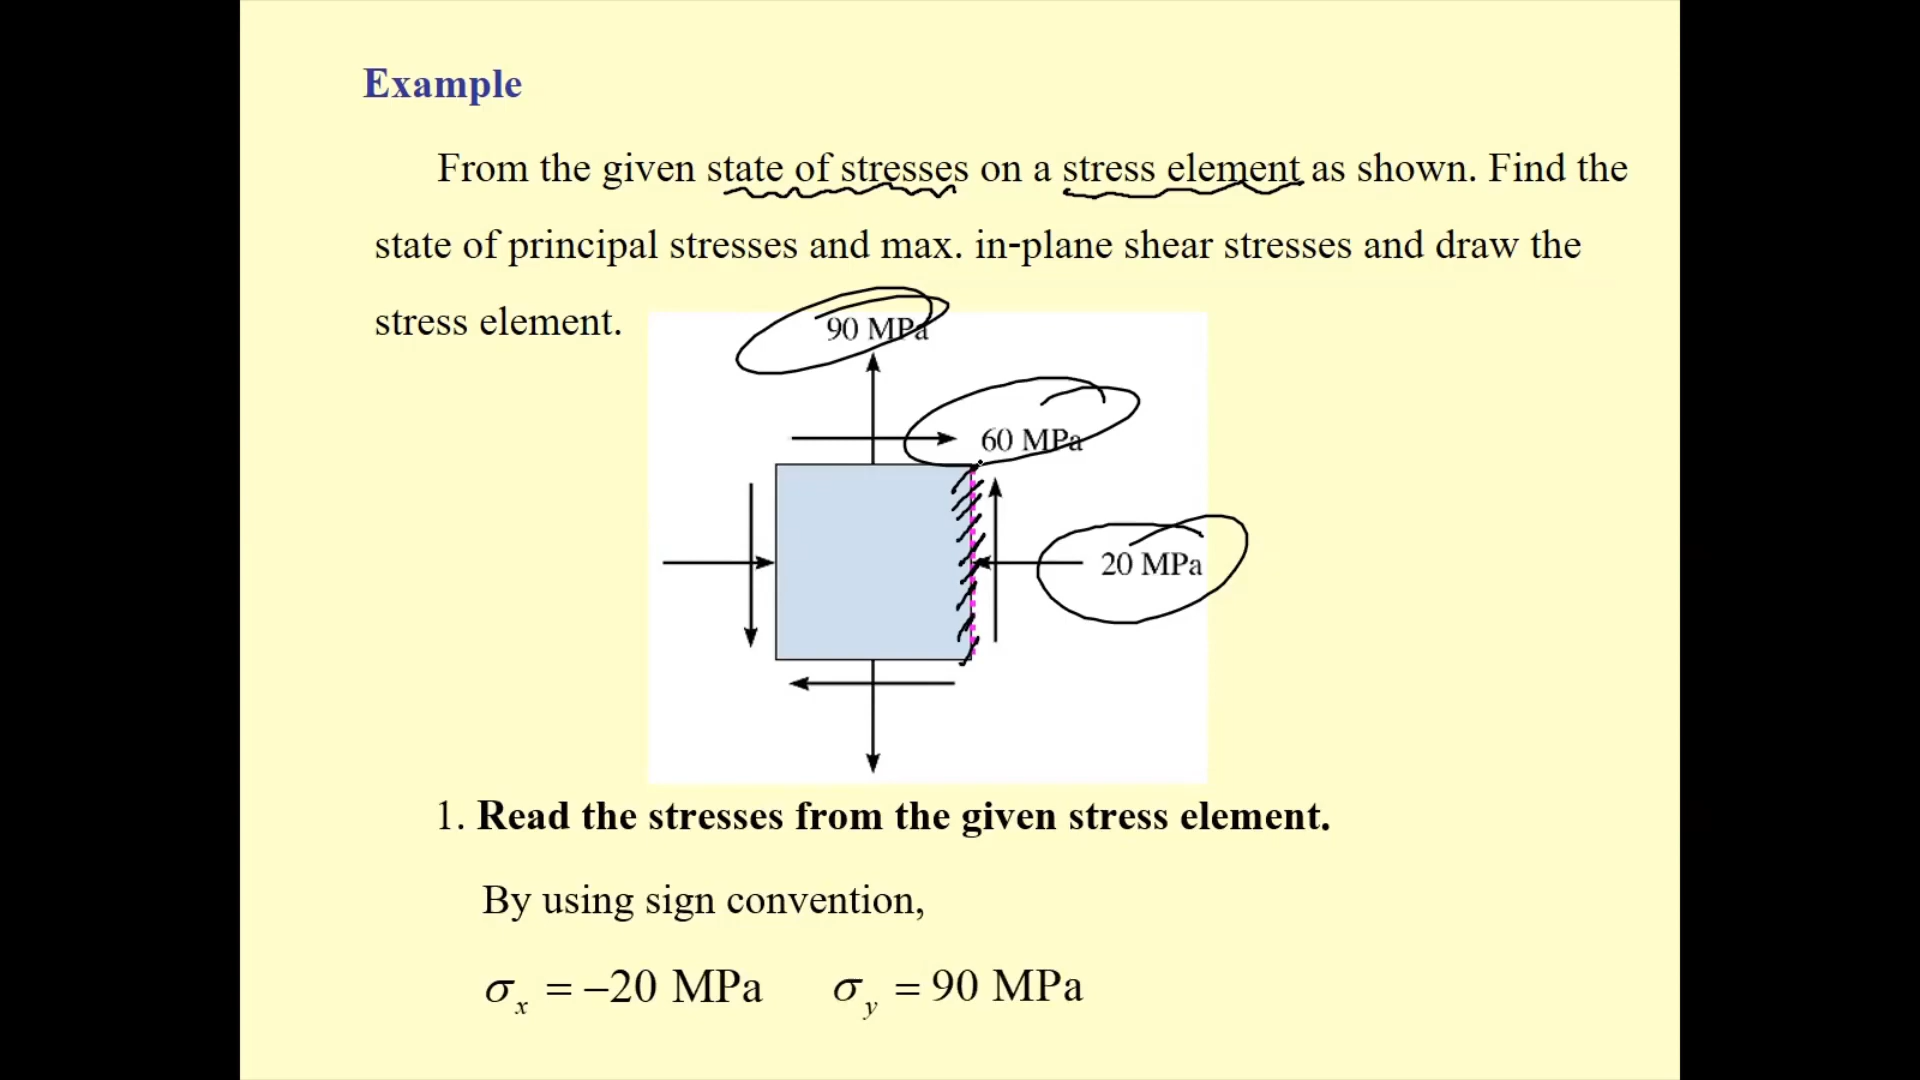 Example
From the given state of stresses on a stress element as shown. Find the
state of principal stresses and max. in-plane shear stresses and draw the
stress element.
90 MPa
60 MPa
20 MPa
1. Read the stresses from the given stress element.
By using sign convention,
σx = −20 MPa σy = 90 MPa